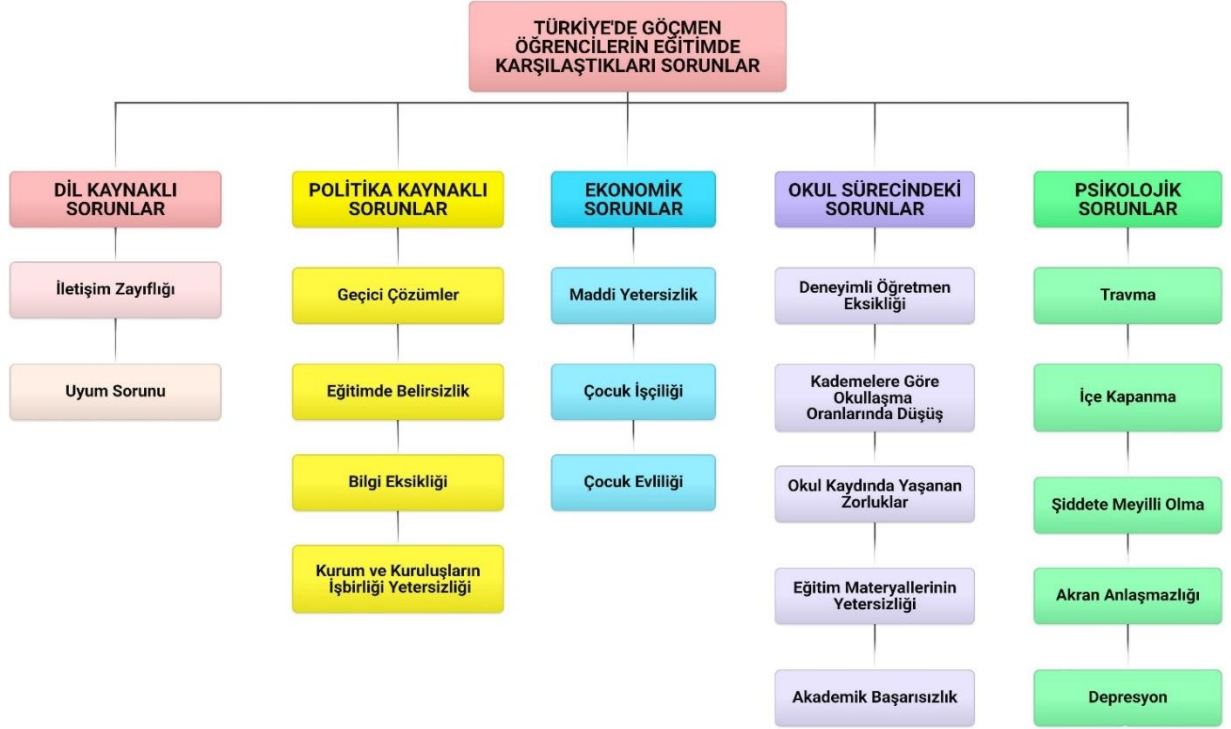 TÜRKİYE'DE GÖÇMEN
ÖĞRENCİLERİN EĞİTİMDE
KARŞILAŞTIKLARI SORUNLAR
DİL KAYNAKLI
SORUNLAR
İletişim Zayıflığı
Uyum Sorunu
POLİTİKA KAYNAKLI
SORUNLAR
Geçici Çözümler
Eğitimde Belirsizlik
Bilgi Eksikliği
Kurum ve Kuruluşların
İşbirliği Yetersizliği
EKONOMİK
SORUNLAR
Maddi Yetersizlik
Çocuk İşçiliği
Çocuk Evliliği
OKUL SÜRECİNDEKİ
SORUNLAR
Deneyimli Öğretmen
Eksikliği
Kademelere Göre
Okullaşma
Oranlarında Düşüş
Okul Kaydında Yaşanan
Zorluklar
Eğitim Materyallerinin
Yetersizliği
Akademik Başarısızlık
PSİKOLOJİK
SORUNLAR
Travma
İçe Kapanma
Şiddete Meyilli Olma
Akran Anlaşmazlığı
Depresyon